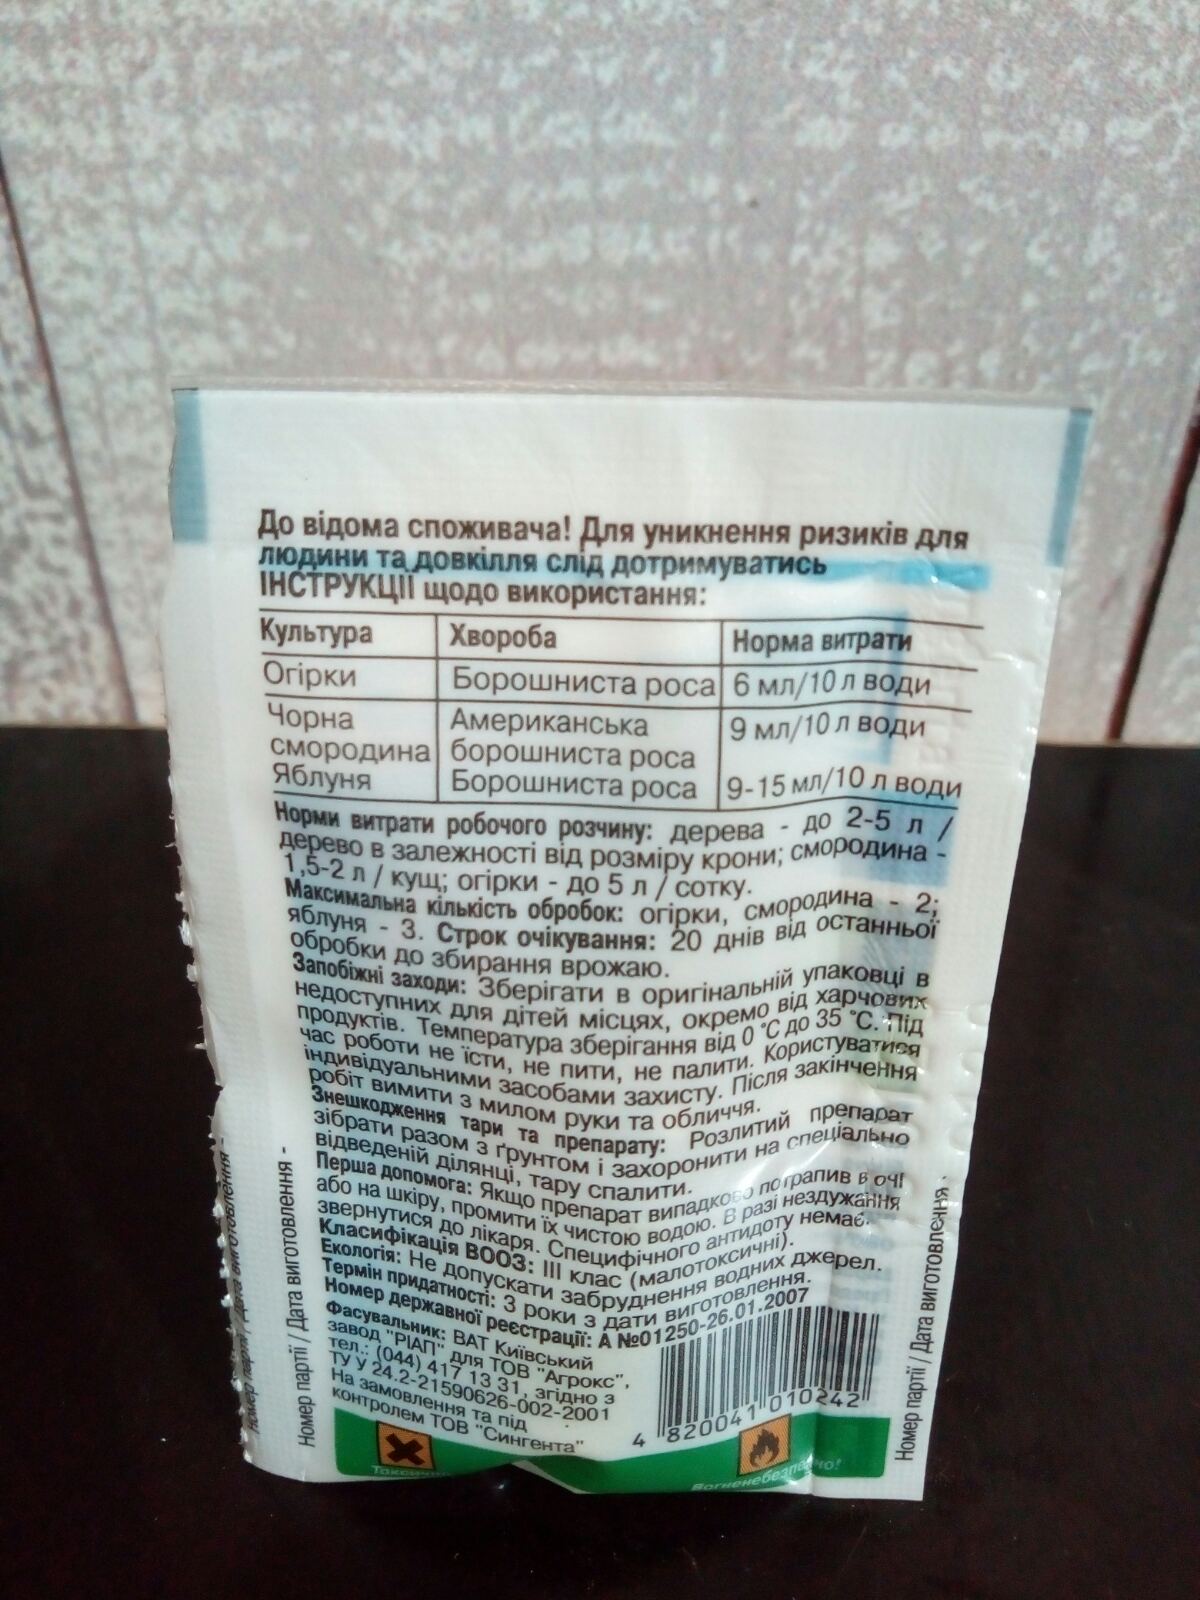 До відома споживача! Для уникнення ризиків для
людини та довкілля слід дотримуватись
ІНСТРУКЦІЇ щодо використання:
Культура Хвороба Норма витрати
Огірки Борошниста роса 6 мл/10 л води
Чорна Американська 9 мл/10 л води
смородина борошниста роса
Яблуня Борошниста роса 9-15 мл/10 л води
Норми витрати робочого розчину: дерева - до 2-5 л /
дерево в залежності від розміру крони; смородина -
1,5-2 л / кущ; огірки - до 5 л / сотку.
Максимальна кількість обробок: огірки, смородина - 2;
яблуня - 3. Строк очікування: 20 днів від останньої
обробки до збирання врожаю.
Запобіжні заходи: Зберігати в оригінальній упаковці в
недоступних для дітей місцях, окремо від харчових
продуктів. Температура зберігання від 0 °С до 35 °С. Під
час роботи не їсти, не пити, не палити. Користуватися
індивідуальними засобами захисту. Після закінчення
робіт вимити з милом руки та обличчя.
Знешкодження тари та препарату: Розлитий препарат
зібрати разом з ґрунтом і захоронити на спеціально
відведеній ділянці, тару спалити.
Перша допомога: Якщо препарат випадково потрапив в очі
або на шкіру, промити їх чистою водою. В разі нездужання
звернутися до лікаря. Специфічного антидоту немає.
Класифікація ВООЗ: III клас (малотоксичні).
Екологія: Не допускати забруднення водних джерел.
Термін придатності: 3 роки з дати виготовлення.
Номер державної реєстрації: А №01250-26.01.2007
Фасувальник: ВАТ Київський
завод "РІАП" для ТОВ "Агрокс",
тел.: (044) 417 13 31, згідно з
ТУ У 24.2-21590626-002-2001
На замовлення та під
контролем ТОВ "Сингента"
4 820041 010242
Вогненебезпечно!
Номер партії / Дата виготовлення -
Номер партії / Дата виготовлення -
Номер партії / Дата виготовлення -